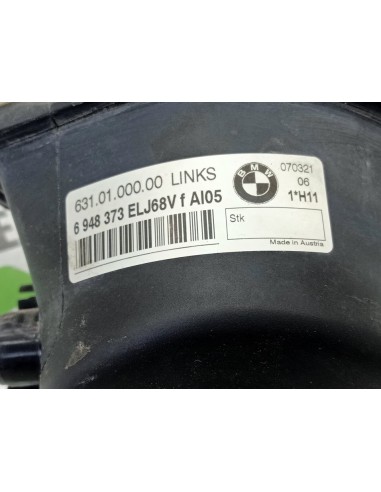 631.01.000.00 LINKS
6 948 373 ELJ68V f AI05
BMW
070321
06
1*H11
Stk
Made in Austria